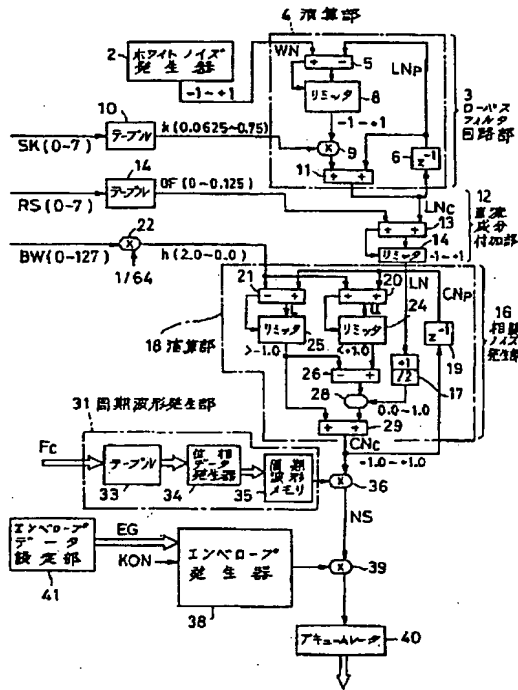 4 演算部
2
ホワイトノイズ
発生器
WN
-1~+1
+ -
5
LNp
リミッタ
8
-1~+1
3
ローパス
フィルタ
回路部
10
テーブル
k(0.0625~0.75)
SK(0-7)
×
9
6
z⁻¹
11
+ +
14
テーブル
OF(0~0.125)
RS(0-7)
LNc
12
直流
成分
付加部
+ +
13
リミッタ
14
-1~+1
22
×
BW(0~127)
h(2.0~0.0)
1/64
21
- +
+ +
20
LN
CNp
18 演算部
リミッタ
25
リミッタ
24
>-1.0
<+1.0
z⁻¹
19
16
相関
ノイズ
発生部
26
- +
+1
/2
17
28
0.0~1.0
+ +
29
CNc
-1.0~+1.0
31 周期波形発生部
Fc
テーブル
33
位相
データ
発生器
34
周期
波形
メモリ
35
×
36
NS
エンベロープ
データ
設定部
41
EG
KON
エンベロープ
発生器
38
×
39
アキュームレータ
40